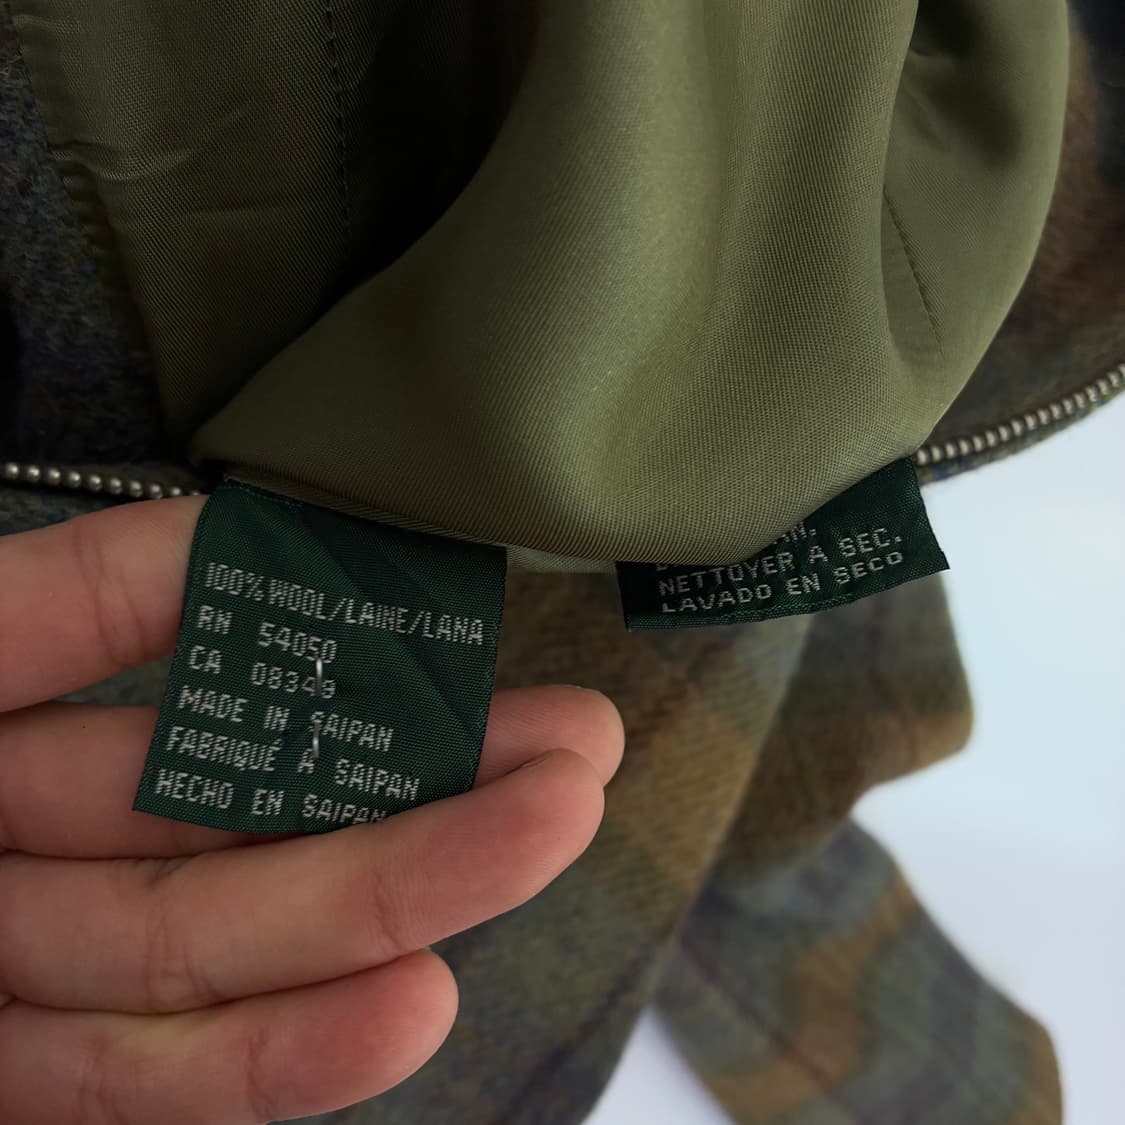 100% WOOL/LAINE/LANA
RN 54050
CA 08349
MADE IN SAIPAN
FABRIQUÉ À SAIPAN
HECHO EN SAIPAN
NETTOYER A SEC.
LAVADO EN SECO